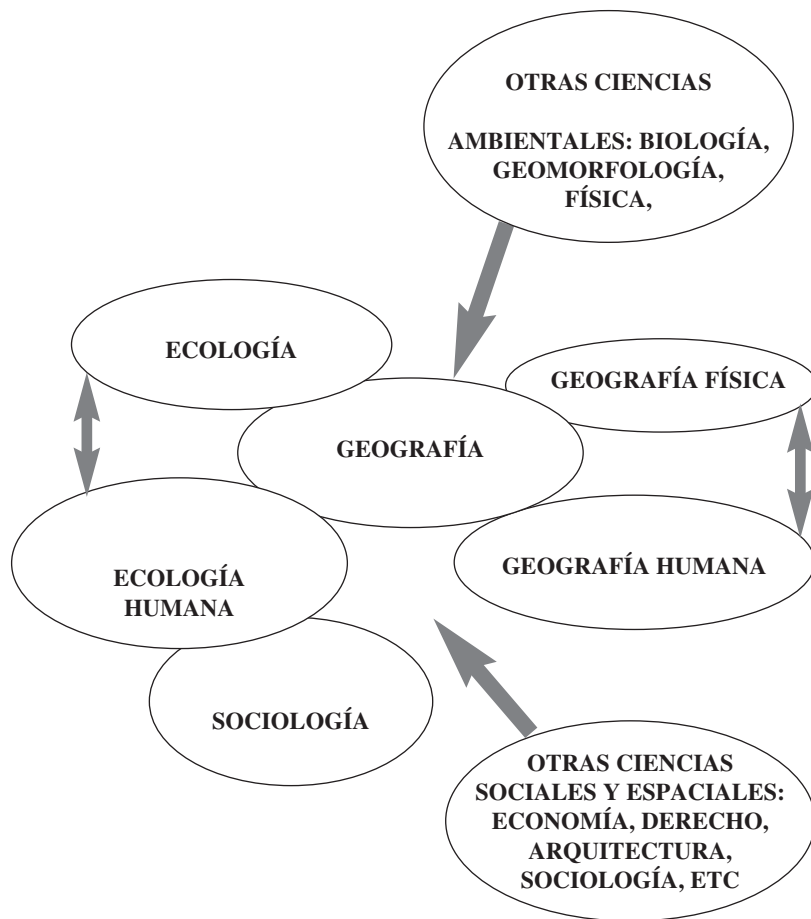 OTRAS CIENCIAS
AMBIENTALES: BIOLOGÍA,
GEOMORFOLOGÍA,
FÍSICA,
ECOLOGÍA
GEOGRAFÍA FÍSICA
GEOGRAFÍA
ECOLOGÍA
HUMANA
GEOGRAFÍA HUMANA
SOCIOLOGÍA
OTRAS CIENCIAS
SOCIALES Y ESPACIALES:
ECONOMÍA, DERECHO,
ARQUITECTURA,
SOCIOLOGÍA, ETC